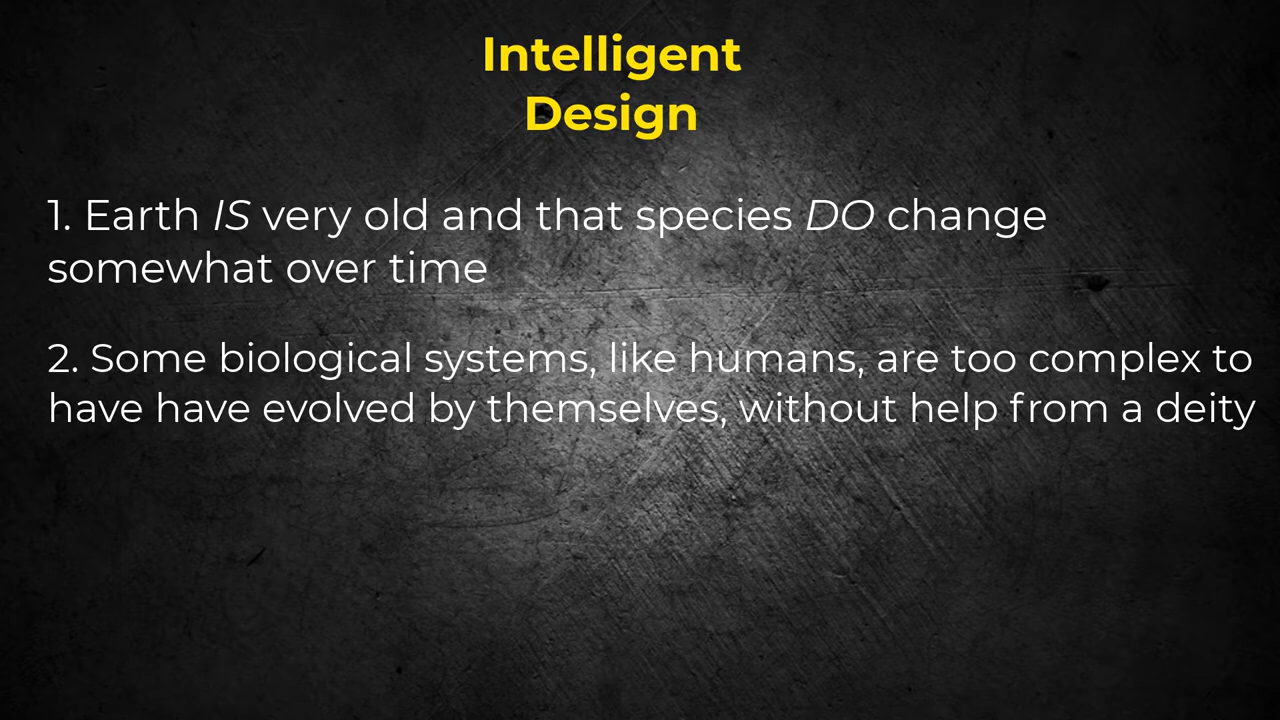 Intelligent
Design
1. Earth IS very old and that species DO change
somewhat over time
2. Some biological systems, like humans, are too complex to
have have evolved by themselves, without help from a deity